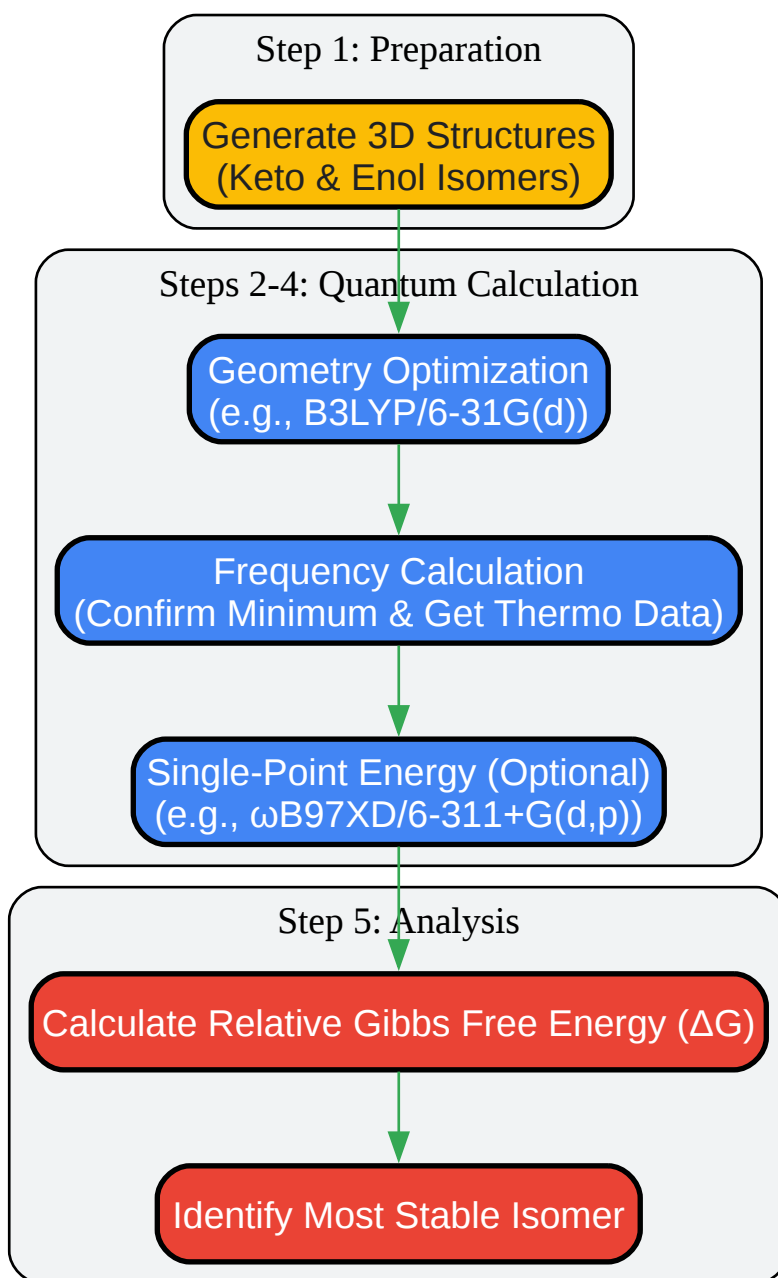 Step 1: Preparation
Generate 3D Structures
(Keto & Enol Isomers)
Steps 2-4: Quantum Calculation
Geometry Optimization
(e.g., B3LYP/6-31G(d))
Frequency Calculation
(Confirm Minimum & Get Thermo Data)
Single-Point Energy (Optional)
(e.g., ωB97XD/6-311+G(d,p))
Step 5: Analysis
Calculate Relative Gibbs Free Energy (ΔG)
Identify Most Stable Isomer